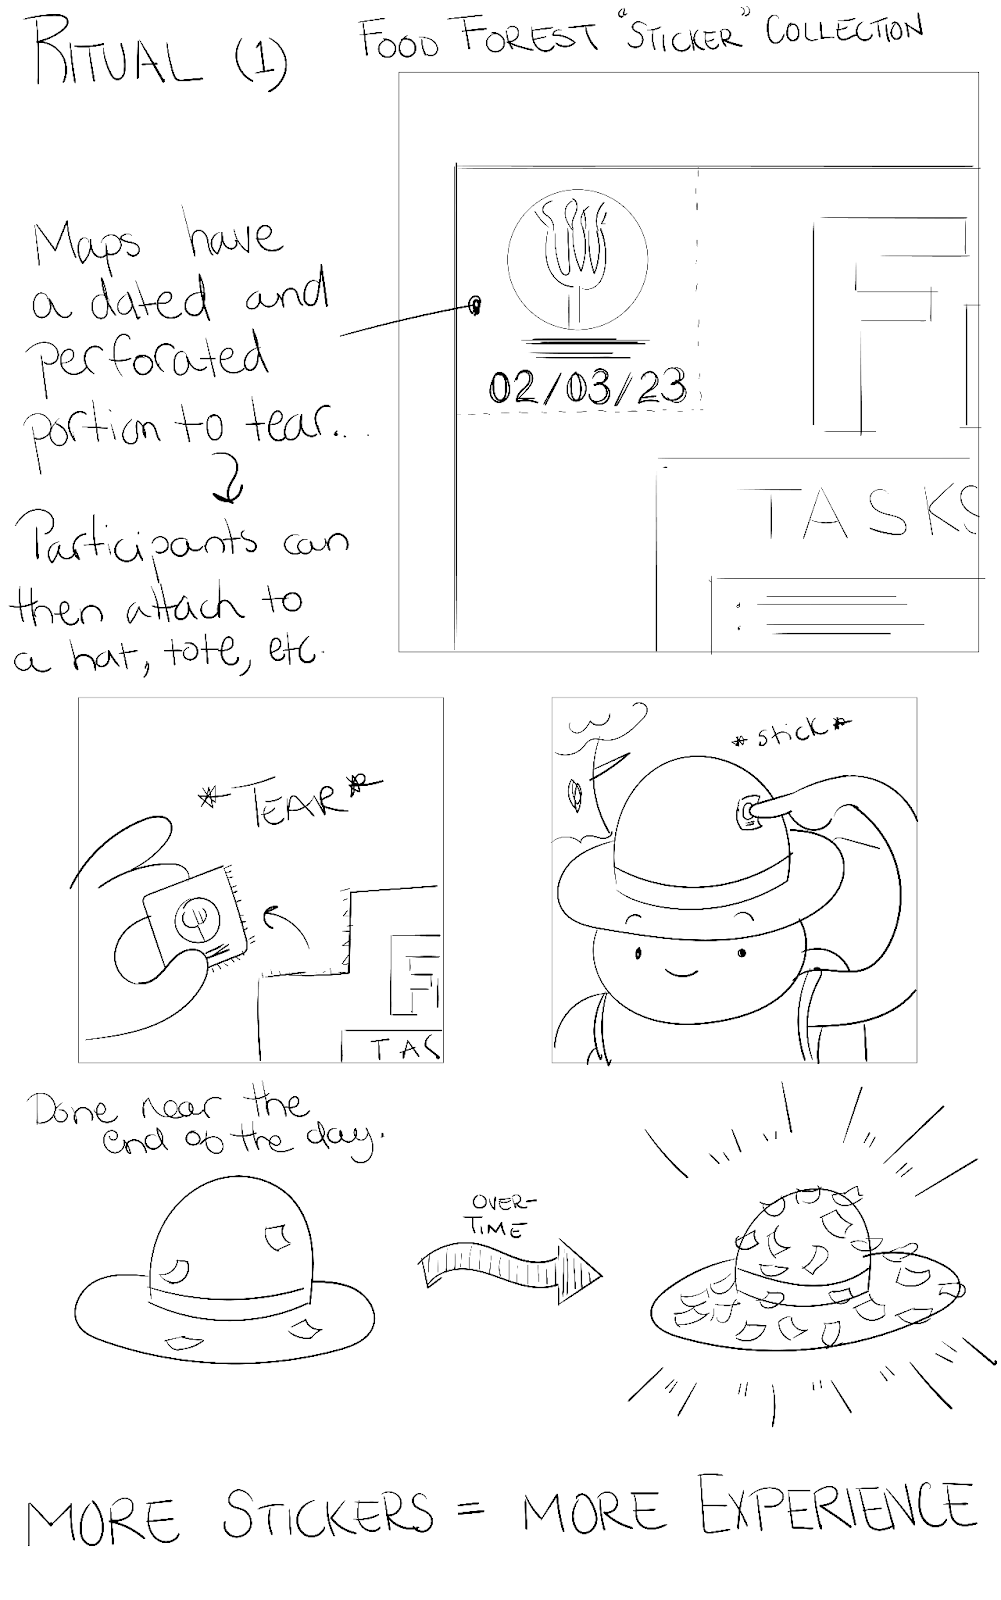 RITUAL (1)
FOOD FOREST "STICKER" COLLECTION
Maps have
a dated and
perforated
portion to tear...
Participants can
then attach to
a hat, tote, etc.
02/03/23
F
TASKS
*TEAR*
F
TAS
*stick*
Done near the
end of the day.
OVER-
TIME
MORE STICKERS = MORE EXPERIENCE